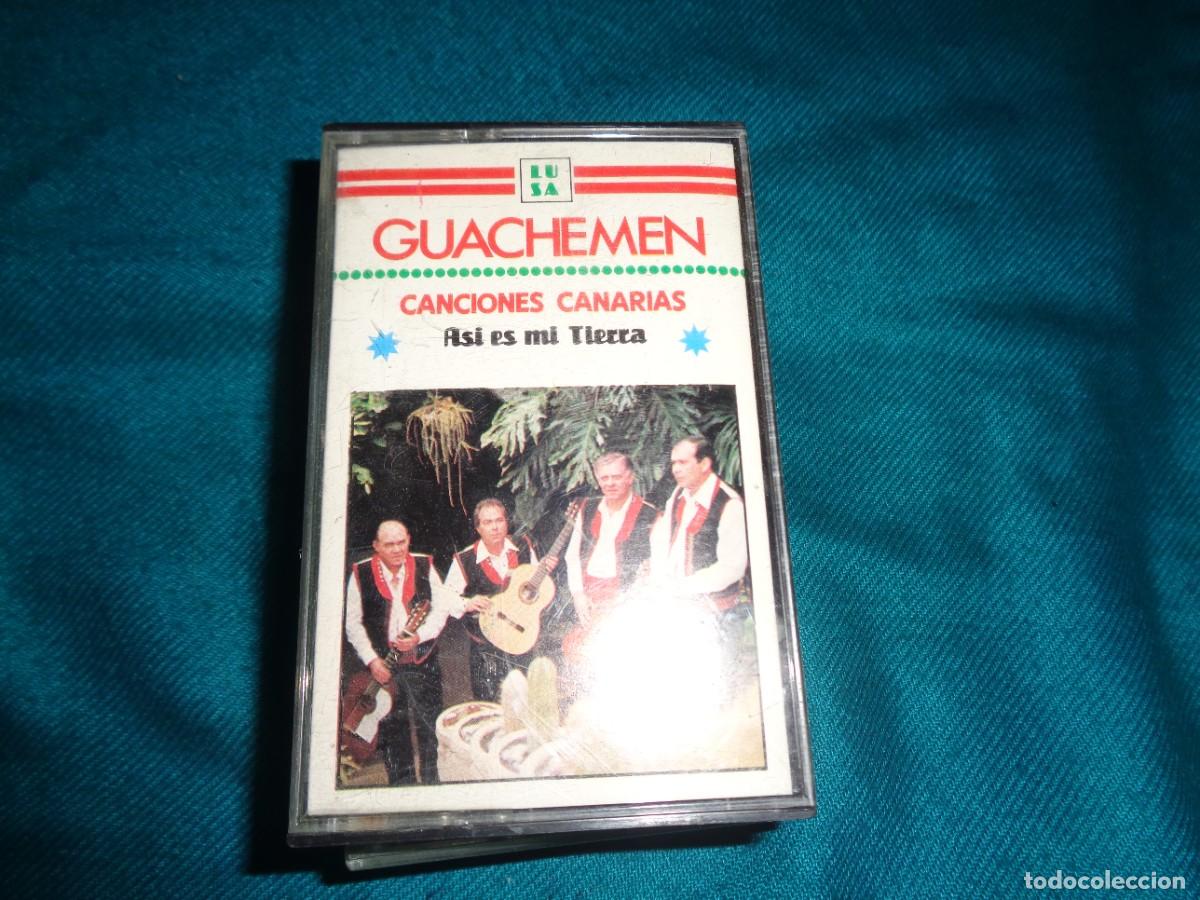 LU
SA
GUACHEMEN
CANCIONES CANARIAS
Asi es mi Tierra
todocoleccion